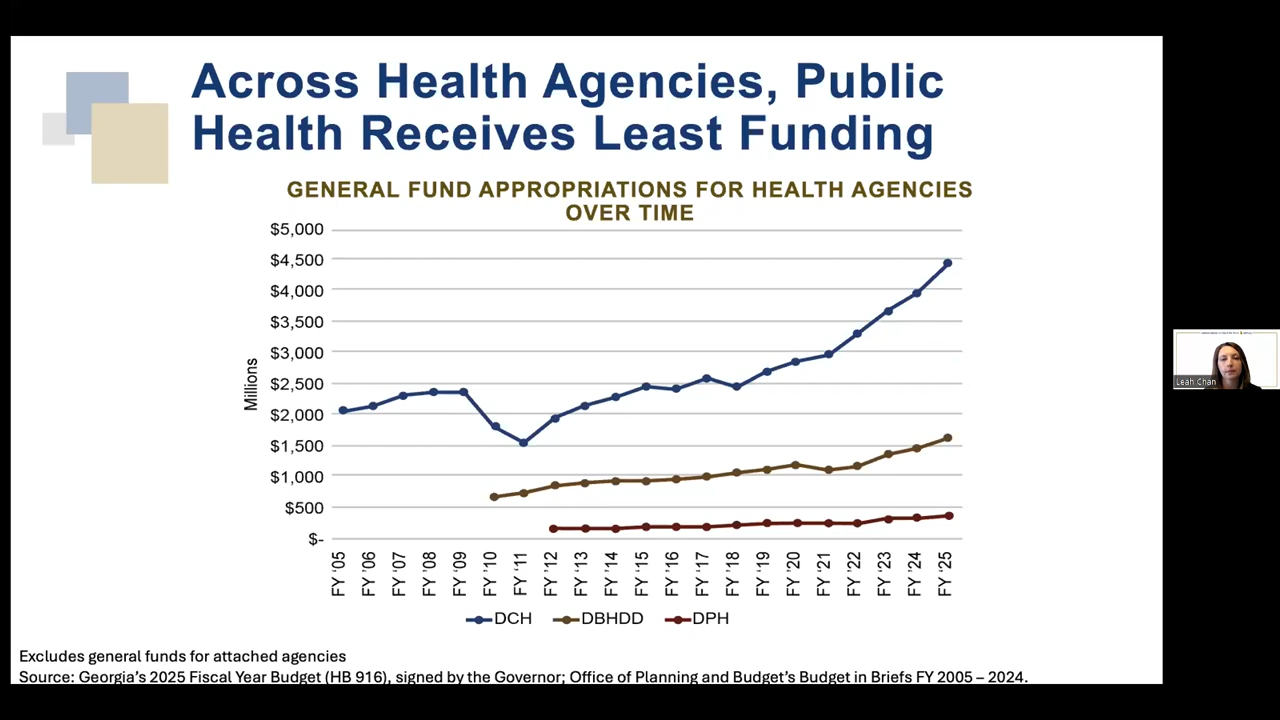 Across Health Agencies, Public
Health Receives Least Funding
GENERAL FUND APPROPRIATIONS FOR HEALTH AGENCIES
OVER TIME
$5,000
$4,500
$4,000
$3,500
$3,000
$2,500
$2,000
$1,500
$1,000
$500
$-
Millions
FY ‘05
FY ‘06
FY ‘07
FY ‘08
FY ‘09
FY ‘10
FY ‘11
FY ‘12
FY ‘13
FY ‘14
FY ‘15
FY ‘16
FY ‘17
FY ‘18
FY ‘19
FY ‘20
FY ‘21
FY ‘22
FY ‘23
FY ‘24
FY ‘25
DCH DBHDD DPH
Leah Chan
Excludes general funds for attached agencies
Source: Georgia’s 2025 Fiscal Year Budget (HB 916), signed by the Governor; Office of Planning and Budget’s Budget in Briefs FY 2005 – 2024.